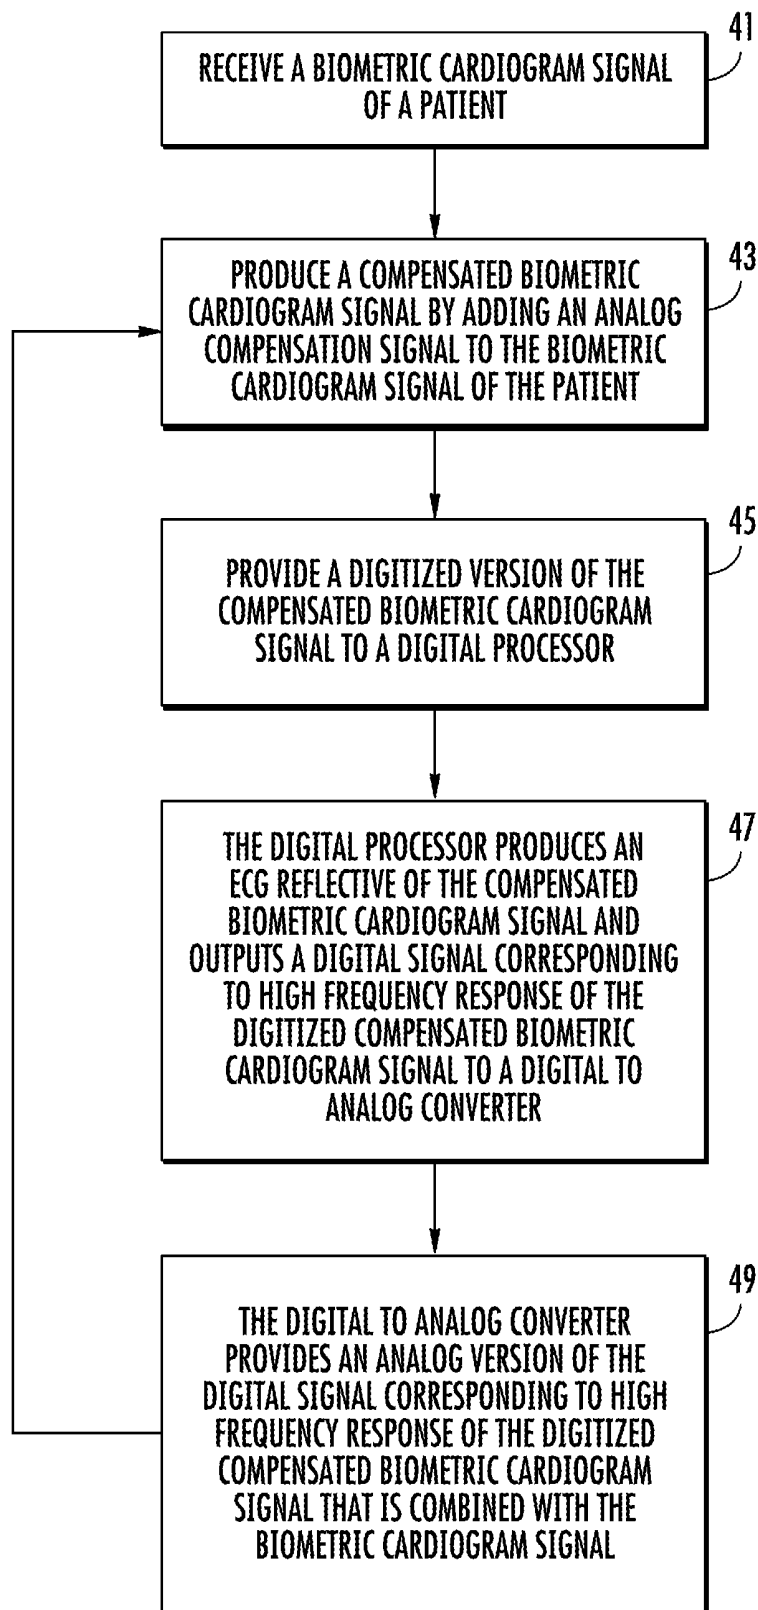 41
RECEIVE A BIOMETRIC CARDIOGRAM SIGNAL
OF A PATIENT
43
PRODUCE A COMPENSATED BIOMETRIC
CARDIOGRAM SIGNAL BY ADDING AN ANALOG
COMPENSATION SIGNAL TO THE BIOMETRIC
CARDIOGRAM SIGNAL OF THE PATIENT
45
PROVIDE A DIGITIZED VERSION OF THE
COMPENSATED BIOMETRIC CARDIOGRAM
SIGNAL TO A DIGITAL PROCESSOR
47
THE DIGITAL PROCESSOR PRODUCES AN
ECG REFLECTIVE OF THE COMPENSATED
BIOMETRIC CARDIOGRAM SIGNAL AND
OUTPUTS A DIGITAL SIGNAL CORRESPONDING
TO HIGH FREQUENCY RESPONSE OF THE
DIGITIZED COMPENSATED BIOMETRIC
CARDIOGRAM SIGNAL TO A DIGITAL TO
ANALOG CONVERTER
49
THE DIGITAL TO ANALOG CONVERTER
PROVIDES AN ANALOG VERSION OF THE
DIGITAL SIGNAL CORRESPONDING TO HIGH
FREQUENCY RESPONSE OF THE DIGITIZED
COMPENSATED BIOMETRIC CARDIOGRAM
SIGNAL THAT IS COMBINED WITH THE
BIOMETRIC CARDIOGRAM SIGNAL